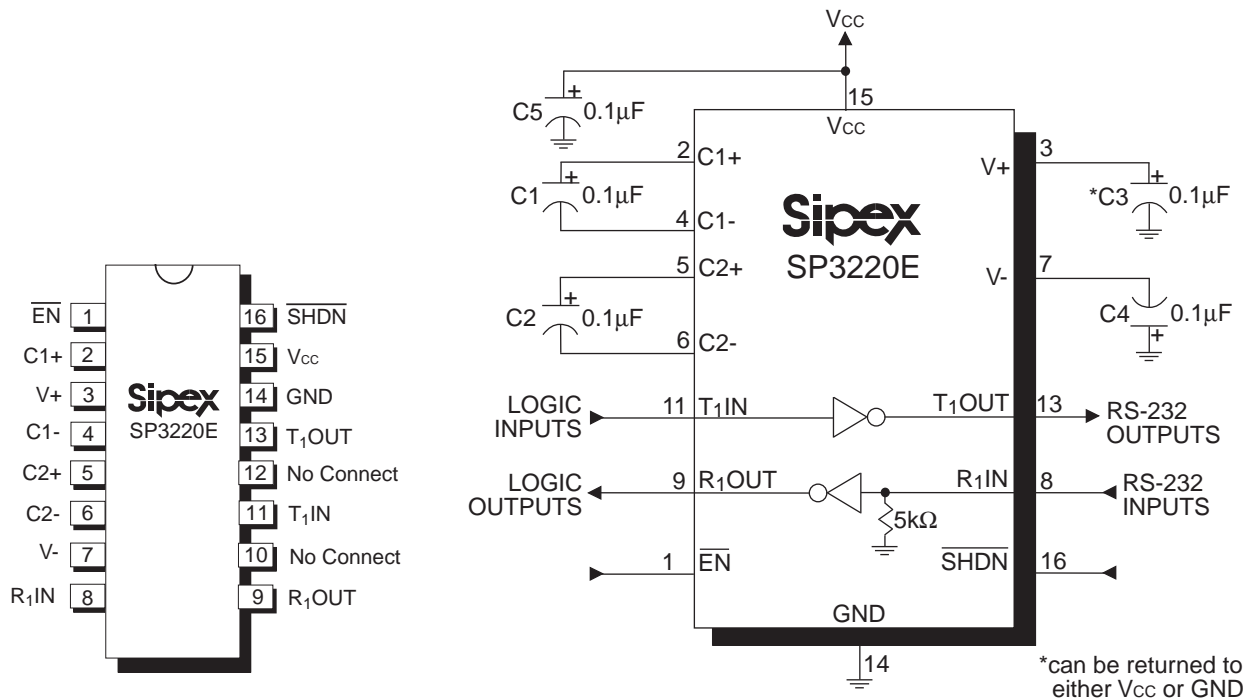 EN 1
C1+ 2
V+ 3
C1- 4
C2+ 5
C2- 6
V- 7
R1IN 8
Sipex
SP3220E
16 SHDN
15 VCC
14 GND
13 T1OUT
12 No Connect
11 T1IN
10 No Connect
9 R1OUT
VCC
C5 + 0.1μF
15
VCC
2 C1+
C1 + 0.1μF
4 C1-
5 C2+
C2 + 0.1μF
6 C2-
Sipex
SP3220E
V+ 3
*C3 + 0.1μF
V- 7
C4 0.1μF
+
LOGIC
INPUTS
11 T1IN
T1OUT 13
RS-232
OUTPUTS
LOGIC
OUTPUTS
9 R1OUT
R1IN 8
RS-232
INPUTS
5kΩ
1 EN
SHDN 16
GND
14
*can be returned to
either VCC or GND